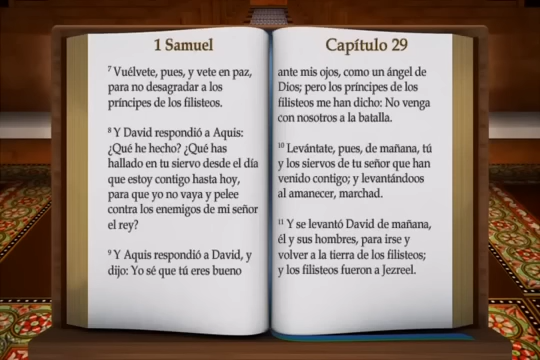 1 Samuel
⁷ Vuélvete, pues, y vete en paz,
para no desagradar a los
príncipes de los filisteos.
⁸ Y David respondió a Aquis:
¿Qué he hecho? ¿Qué has
hallado en tu siervo desde el día
que estoy contigo hasta hoy,
para que yo no vaya y pelee
contra los enemigos de mi señor
el rey?
⁹ Y Aquis respondió a David, y
dijo: Yo sé que tú eres bueno
Capítulo 29
ante mis ojos, como un ángel de
Dios; pero los príncipes de los
filisteos me han dicho: No venga
con nosotros a la batalla.
¹⁰ Levántate, pues, de mañana, tú
y los siervos de tu señor que han
venido contigo; y levantándoos
al amanecer, marchad.
¹¹ Y se levantó David de mañana,
él y sus hombres, para irse y
volver a la tierra de los filisteos;
y los filisteos fueron a Jezreel.